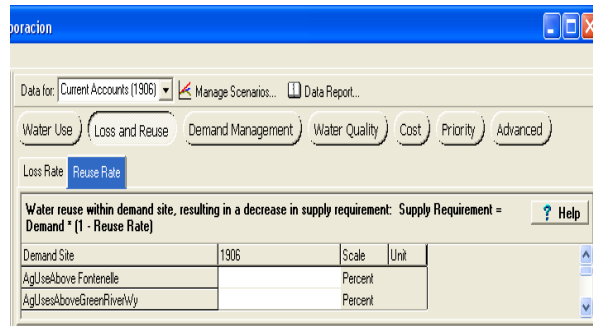 poracion
Data for: Current Accounts (1906) Manage Scenarios... Data Report...
Water Use Loss and Reuse Demand Management Water Quality Cost Priority Advanced
Loss Rate Reuse Rate
Water reuse within demand site, resulting in a decrease in supply requirement: Supply Requirement =
Demand * (1 - Reuse Rate)
? Help
Demand Site 1906 Scale Unit
AgUseAbove Fontenelle Percent
AgUsesAboveGreenRiverWy Percent